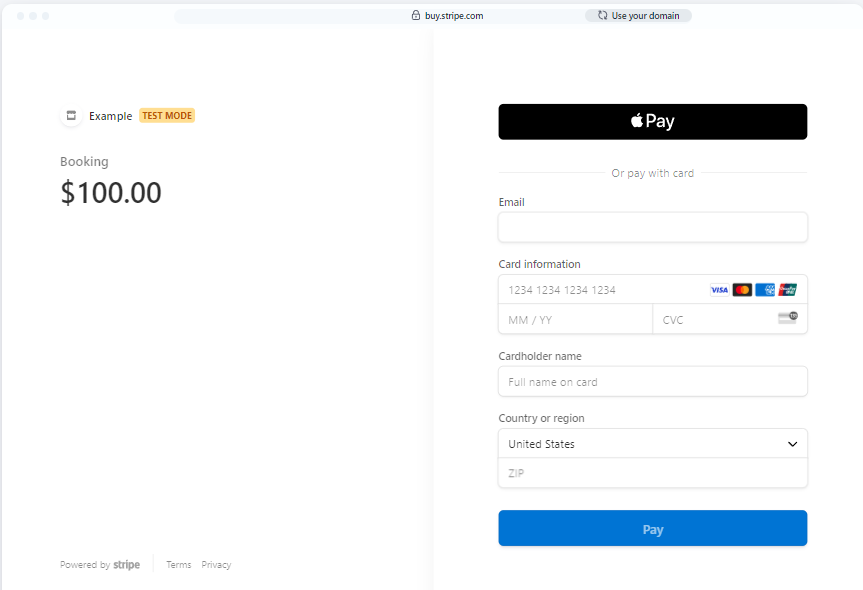 buy.stripe.com
Use your domain
Example TEST MODE
Booking
$100.00
Powered by stripe Terms Privacy
Pay
Or pay with card
Email
Card information
1234 1234 1234 1234 VISA
MM / YY CVC
Cardholder name
Full name on card
Country or region
United States
ZIP
Pay